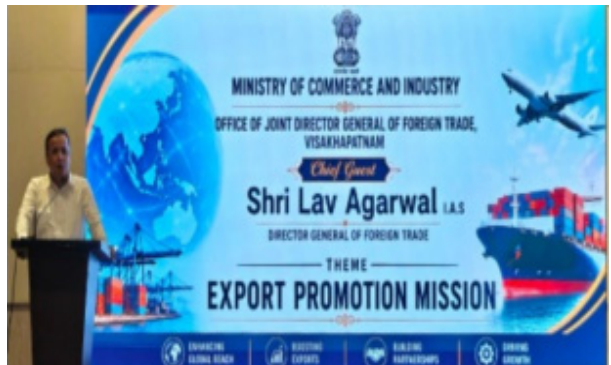 MINISTRY OF COMMERCE AND INDUSTRY
OFFICE OF JOINT DIRECTOR GENERAL OF FOREIGN TRADE,
VISAKHAPATNAM
Chief Guest
Shri Lav Agarwal I.A.S
DIRECTOR GENERAL OF FOREIGN TRADE
THEME
EXPORT PROMOTION MISSION
ENHANCING
GLOBAL REACH
BOOSTING
EXPORTS
BUILDING
PARTNERSHIPS
DRIVING
GROWTH